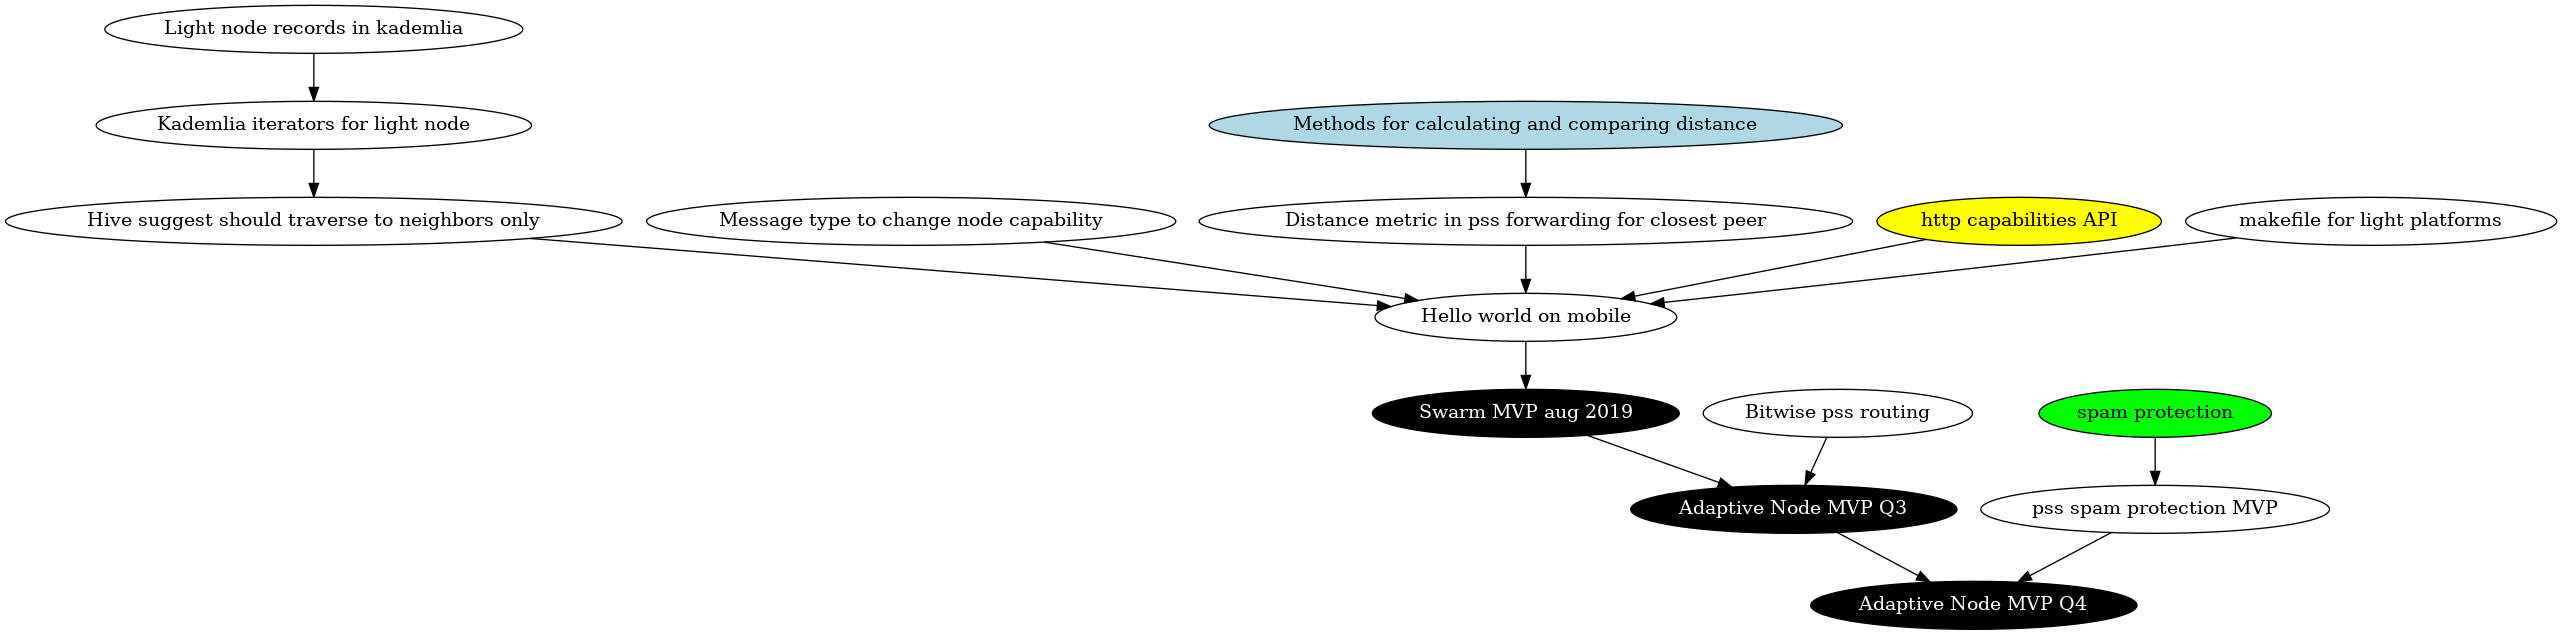 Light node records in kademlia
Kademlia iterators for light node
Methods for calculating and comparing distance
Hive suggest should traverse to neighbors only
Message type to change node capability
Distance metric in pss forwarding for closest peer
http capabilities API
makefile for light platforms
Hello world on mobile
Swarm MVP aug 2019
Bitwise pss routing
spam protection
Adaptive Node MVP Q3
pss spam protection MVP
Adaptive Node MVP Q4